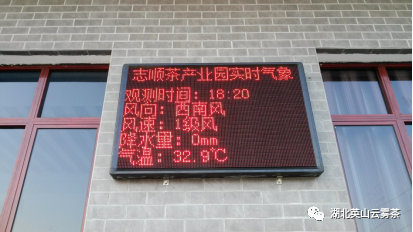 志顺茶产业园实时气象
观测时间：18:20
风向：西南风
风速：1级风
降水量：0mm
气温：32.9℃
湖北英山云雾茶